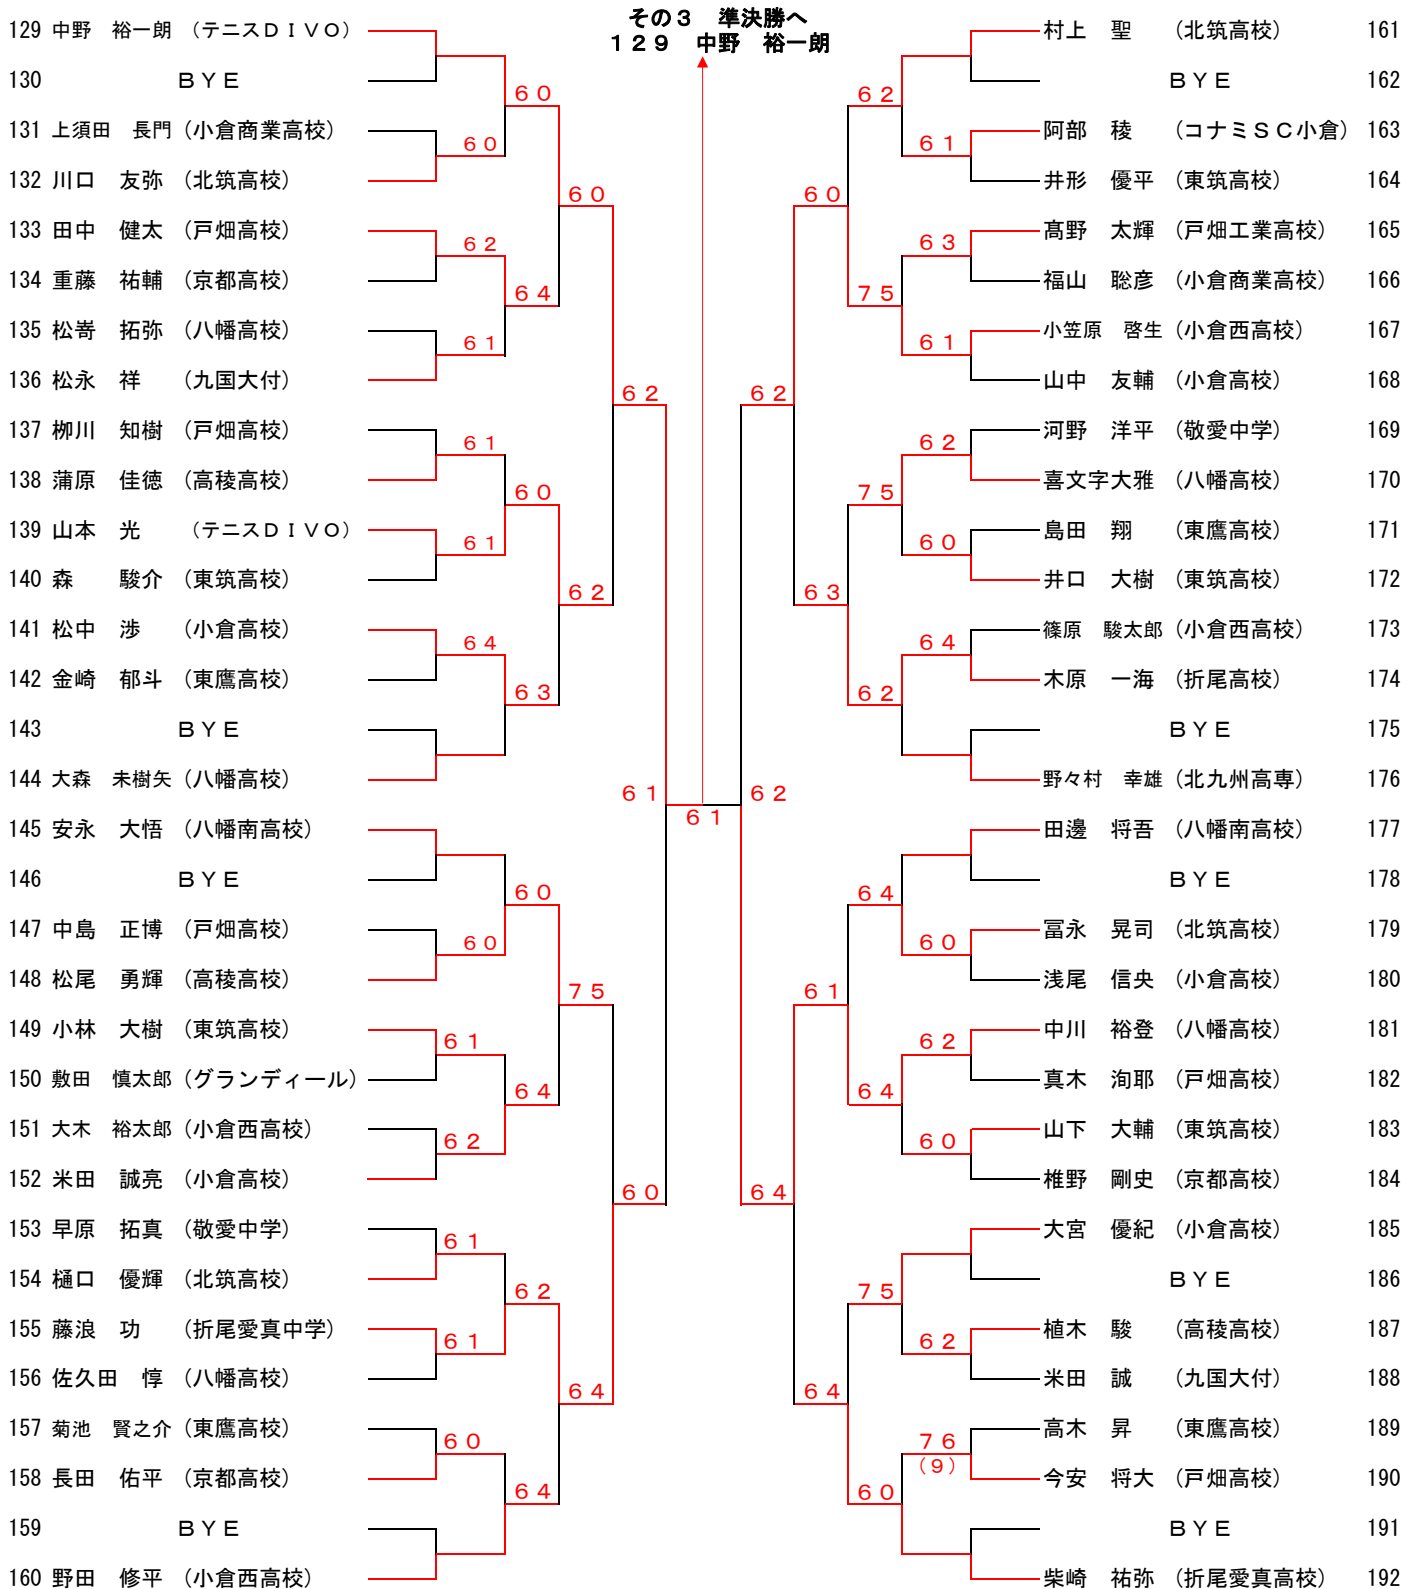 その３　準決勝へ
１２９　中野　裕一朗
129 中野　裕一朗 （テニスＤＩＶＯ）
130 ＢＹＥ
60
131 上須田　長門 （小倉商業高校）
60
132 川口　友弥 （北筑高校）
60
133 田中　健太 （戸畑高校）
62
134 重藤　祐輔 （京都高校）
64
135 松嵜　拓弥 （八幡高校）
61
136 松永　祥 （九国大付）
62
137 栁川　知樹 （戸畑高校）
61
138 蒲原　佳徳 （高稜高校）
60
139 山本　光 （テニスＤＩＶＯ）
61
140 森　駿介 （東筑高校）
62
141 松中　渉 （小倉高校）
64
142 金崎　郁斗 （東鷹高校）
63
143 ＢＹＥ
144 大森　未樹矢 （八幡高校）
61
145 安永　大悟 （八幡南高校）
146 ＢＹＥ
60
147 中島　正博 （戸畑高校）
60
148 松尾　勇輝 （高稜高校）
75
149 小林　大樹 （東筑高校）
61
150 敷田　慎太郎 （グランディール）
64
151 大木　裕太郎 （小倉西高校）
62
152 米田　誠亮 （小倉高校）
60
153 早原　拓真 （敬愛中学）
61
154 樋口　優輝 （北筑高校）
62
155 藤浪　功 （折尾愛真中学）
61
156 佐久田　惇 （八幡高校）
64
157 菊池　賢之介 （東鷹高校）
60
158 長田　佑平 （京都高校）
64
159 ＢＹＥ
160 野田　修平 （小倉西高校）
61
村上　聖 （北筑高校） 161
ＢＹＥ 162
62
阿部　稜 （コナミＳＣ小倉） 163
61
井形　優平 （東筑高校） 164
60
髙野　太輝 （戸畑工業高校） 165
63
福山　聡彦 （小倉商業高校） 166
75
小笠原　啓生 （小倉西高校） 167
61
山中　友輔 （小倉高校） 168
62
河野　洋平 （敬愛中学） 169
62
喜文字大雅 （八幡高校） 170
75
島田　翔 （東鷹高校） 171
60
井口　大樹 （東筑高校） 172
63
篠原　駿太郎 （小倉西高校） 173
64
木原　一海 （折尾高校） 174
62
ＢＹＥ 175
野々村　幸雄 （北九州高専） 176
62
田邊　将吾 （八幡南高校） 177
ＢＹＥ 178
64
冨永　晃司 （北筑高校） 179
60
浅尾　信央 （小倉高校） 180
61
中川　裕登 （八幡高校） 181
62
真木　洵耶 （戸畑高校） 182
64
山下　大輔 （東筑高校） 183
60
椎野　剛史 （京都高校） 184
64
大宮　優紀 （小倉高校） 185
ＢＹＥ 186
75
植木　駿 （高稜高校） 187
62
米田　誠 （九国大付） 188
64
高木　昇 （東鷹高校） 189
76
（9）
今安　将大 （戸畑高校） 190
60
ＢＹＥ 191
柴崎　祐弥 （折尾愛真高校） 192